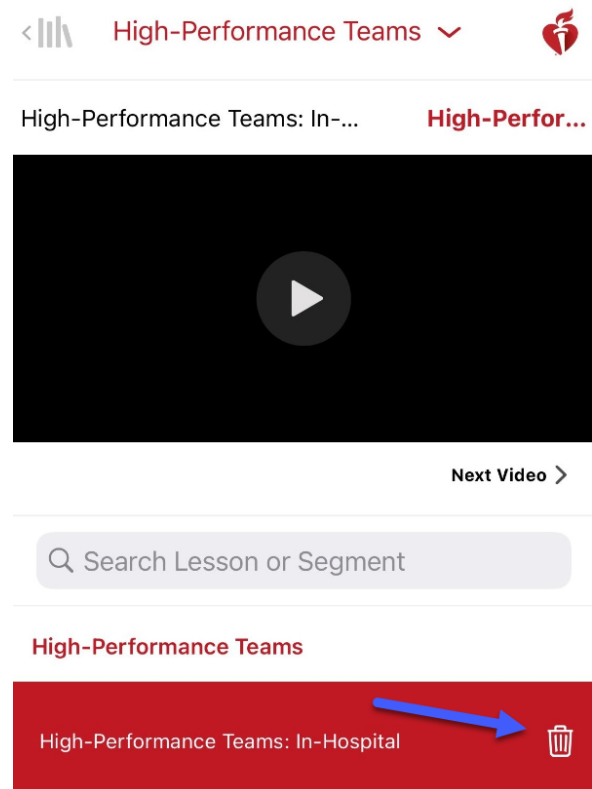 High-Performance Teams
High-Performance Teams: In-... High-Perfor...
Next Video
Search Lesson or Segment
High-Performance Teams
High-Performance Teams: In-Hospital